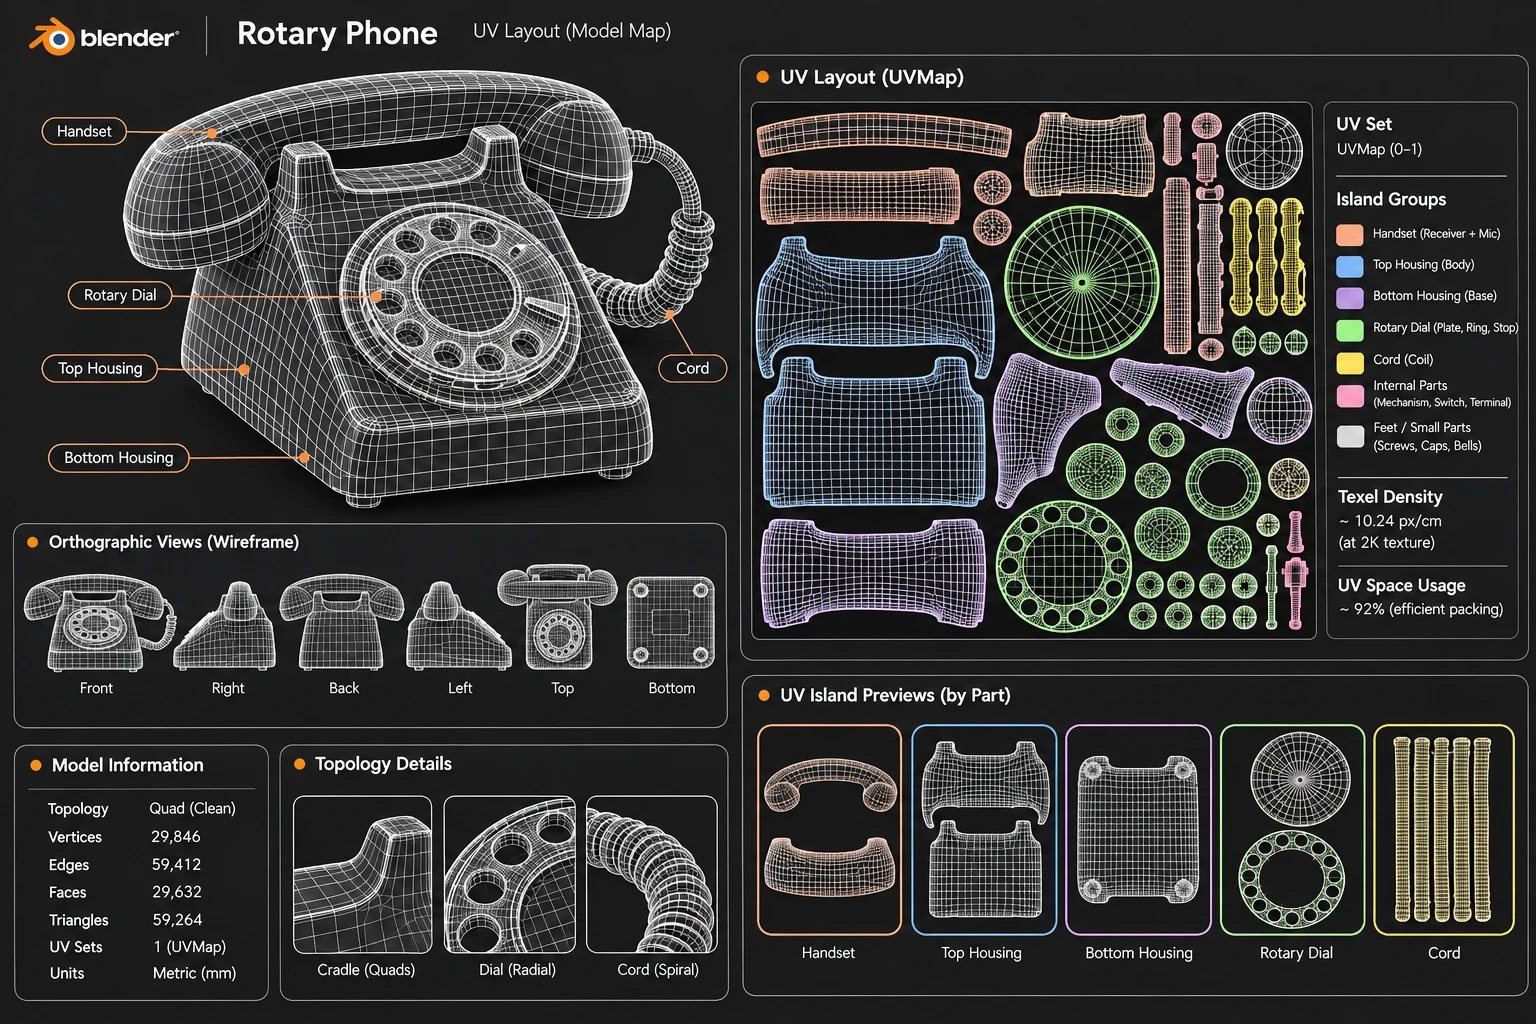 blender
Rotary Phone
UV Layout (Model Map)
Handset
Rotary Dial
Top Housing
Bottom Housing
Cord
Orthographic Views (Wireframe)
Front
Right
Back
Left
Top
Bottom
Model Information
Topology Quad (Clean)
Vertices 29,846
Edges 59,412
Faces 29,632
Triangles 59,264
UV Sets 1 (UVMap)
Units Metric (mm)
Topology Details
Cradle (Quads)
Dial (Radial)
Cord (Spiral)
UV Layout (UVMap)
UV Set
UVMap (0–1)
Island Groups
Handset (Receiver + Mic)
Top Housing (Body)
Bottom Housing (Base)
Rotary Dial (Plate, Ring, Stop)
Cord (Coil)
Internal Parts
(Mechanism, Switch, Terminal)
Feet / Small Parts
(Screws, Caps, Bells)
Texel Density
~ 10.24 px/cm
(at 2K texture)
UV Space Usage
~ 92% (efficient packing)
UV Island Previews (by Part)
Handset
Top Housing
Bottom Housing
Rotary Dial
Cord